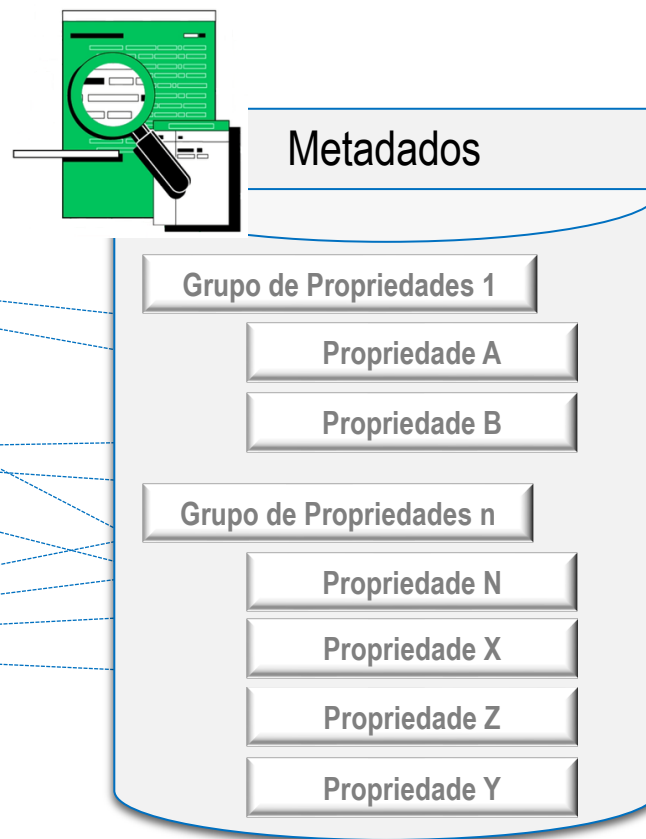 Metadados
Grupo de Propriedades 1
Propriedade A
Propriedade B
Grupo de Propriedades n
Propriedade N
Propriedade X
Propriedade Z
Propriedade Y